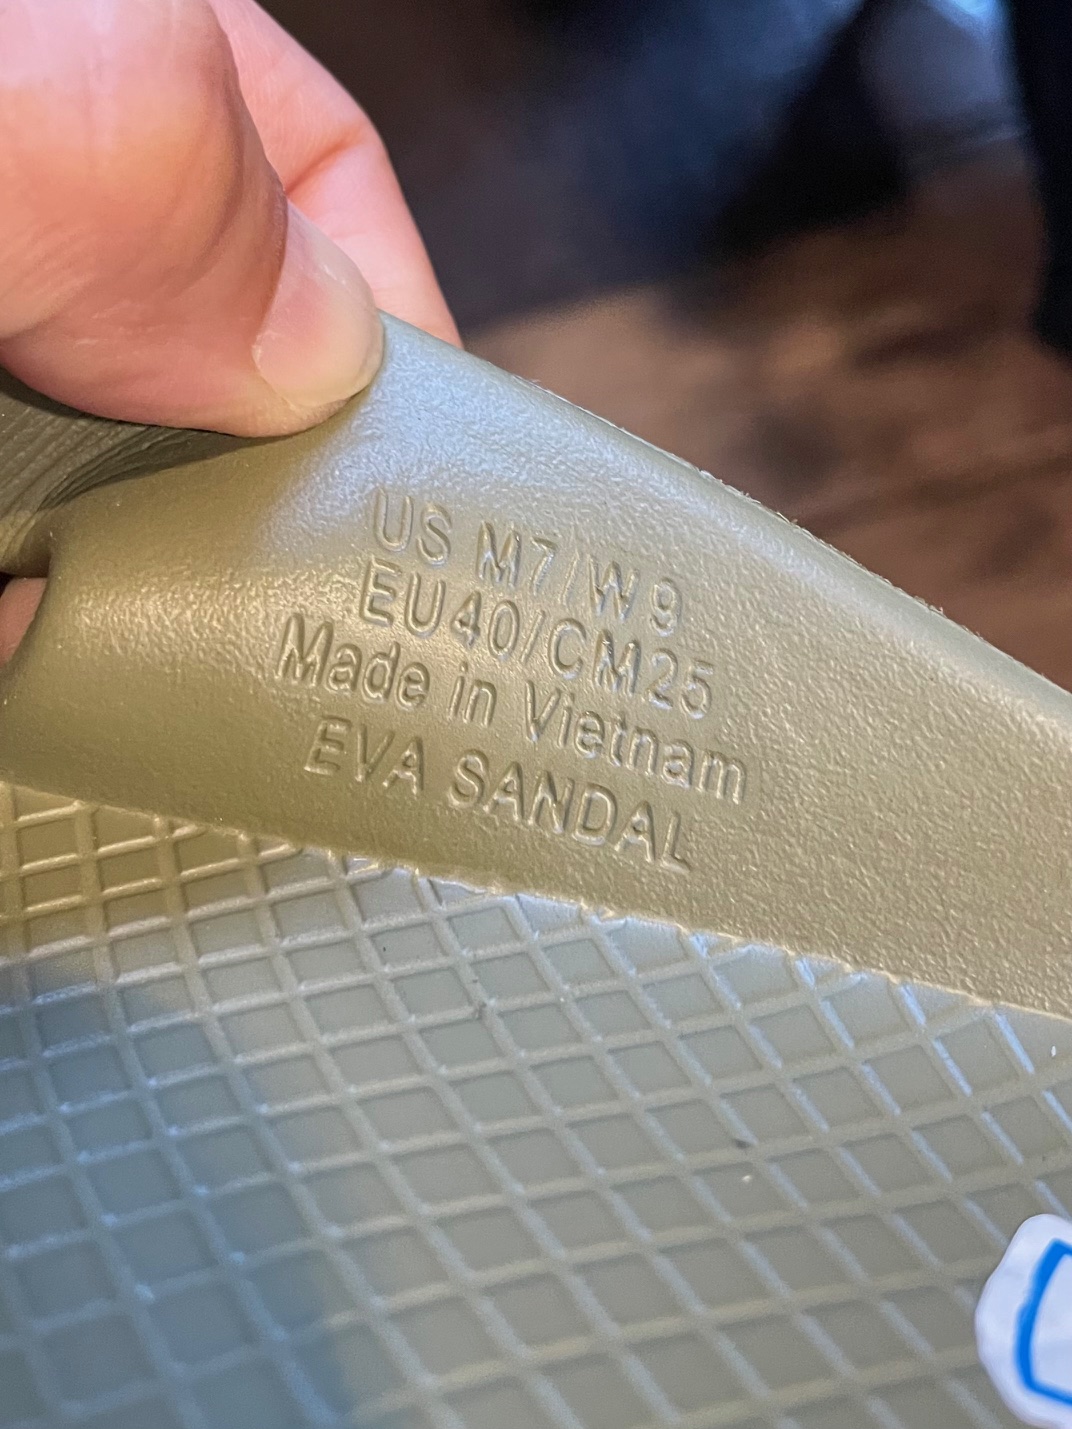 US M7/W9
EU40/CM25
Made in Vietnam
EVA SANDAL